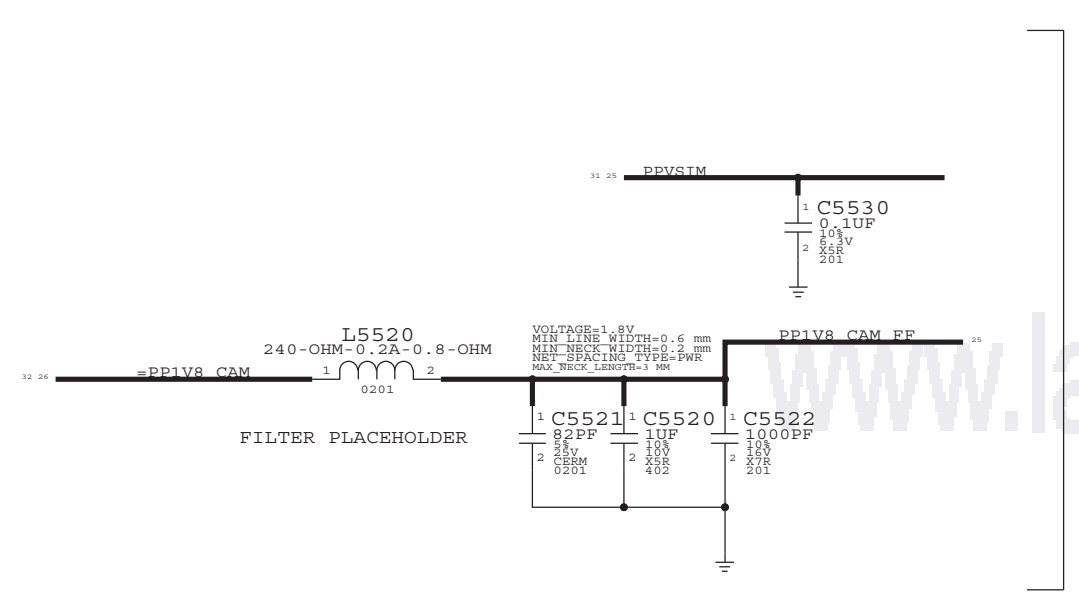 31 25 PPVSIM
1 C5530
0.1UF
10%
6.3V
2 X5R
201
L5520
240-OHM-0.2A-0.8-OHM
32 26 =PP1V8_CAM 1 2
0201
FILTER PLACEHOLDER
VOLTAGE=1.8V
MIN_LINE_WIDTH=0.6 mm
MIN_NECK_WIDTH=0.2 mm
NET_SPACING_TYPE=PWR
MAX_NECK_LENGTH=3 MM
PP1V8_CAM_FF 25
1 C5521
82PF
5%
25V
2 CERM
0201
1 C5520
1UF
10%
10V
2 X5R
402
1 C5522
1000PF
10%
16V
2 X7R
201
www.la